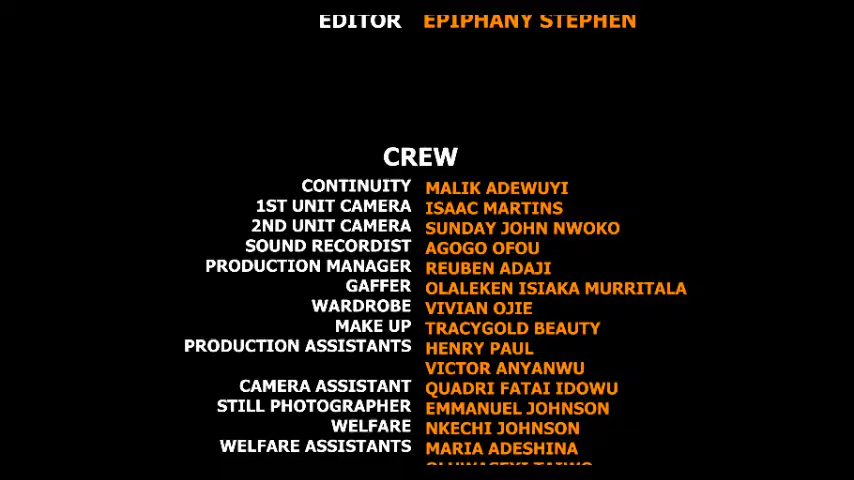 EDITOR EPIPHANY STEPHEN
CREW
CONTINUITY MALIK ADEWUYI
1ST UNIT CAMERA ISAAC MARTINS
2ND UNIT CAMERA SUNDAY JOHN NWOKO
SOUND RECORDIST AGOGO OFOU
PRODUCTION MANAGER REUBEN ADAJI
GAFFER OLALEKEN ISIAKA MURRITALA
WARDROBE VIVIAN OJIE
MAKE UP TRACYGOLD BEAUTY
PRODUCTION ASSISTANTS HENRY PAUL
VICTOR ANYANWU
CAMERA ASSISTANT QUADRI FATAI IDOWU
STILL PHOTOGRAPHER EMMANUEL JOHNSON
WELFARE NKECHI JOHNSON
WELFARE ASSISTANTS MARIA ADESHINA